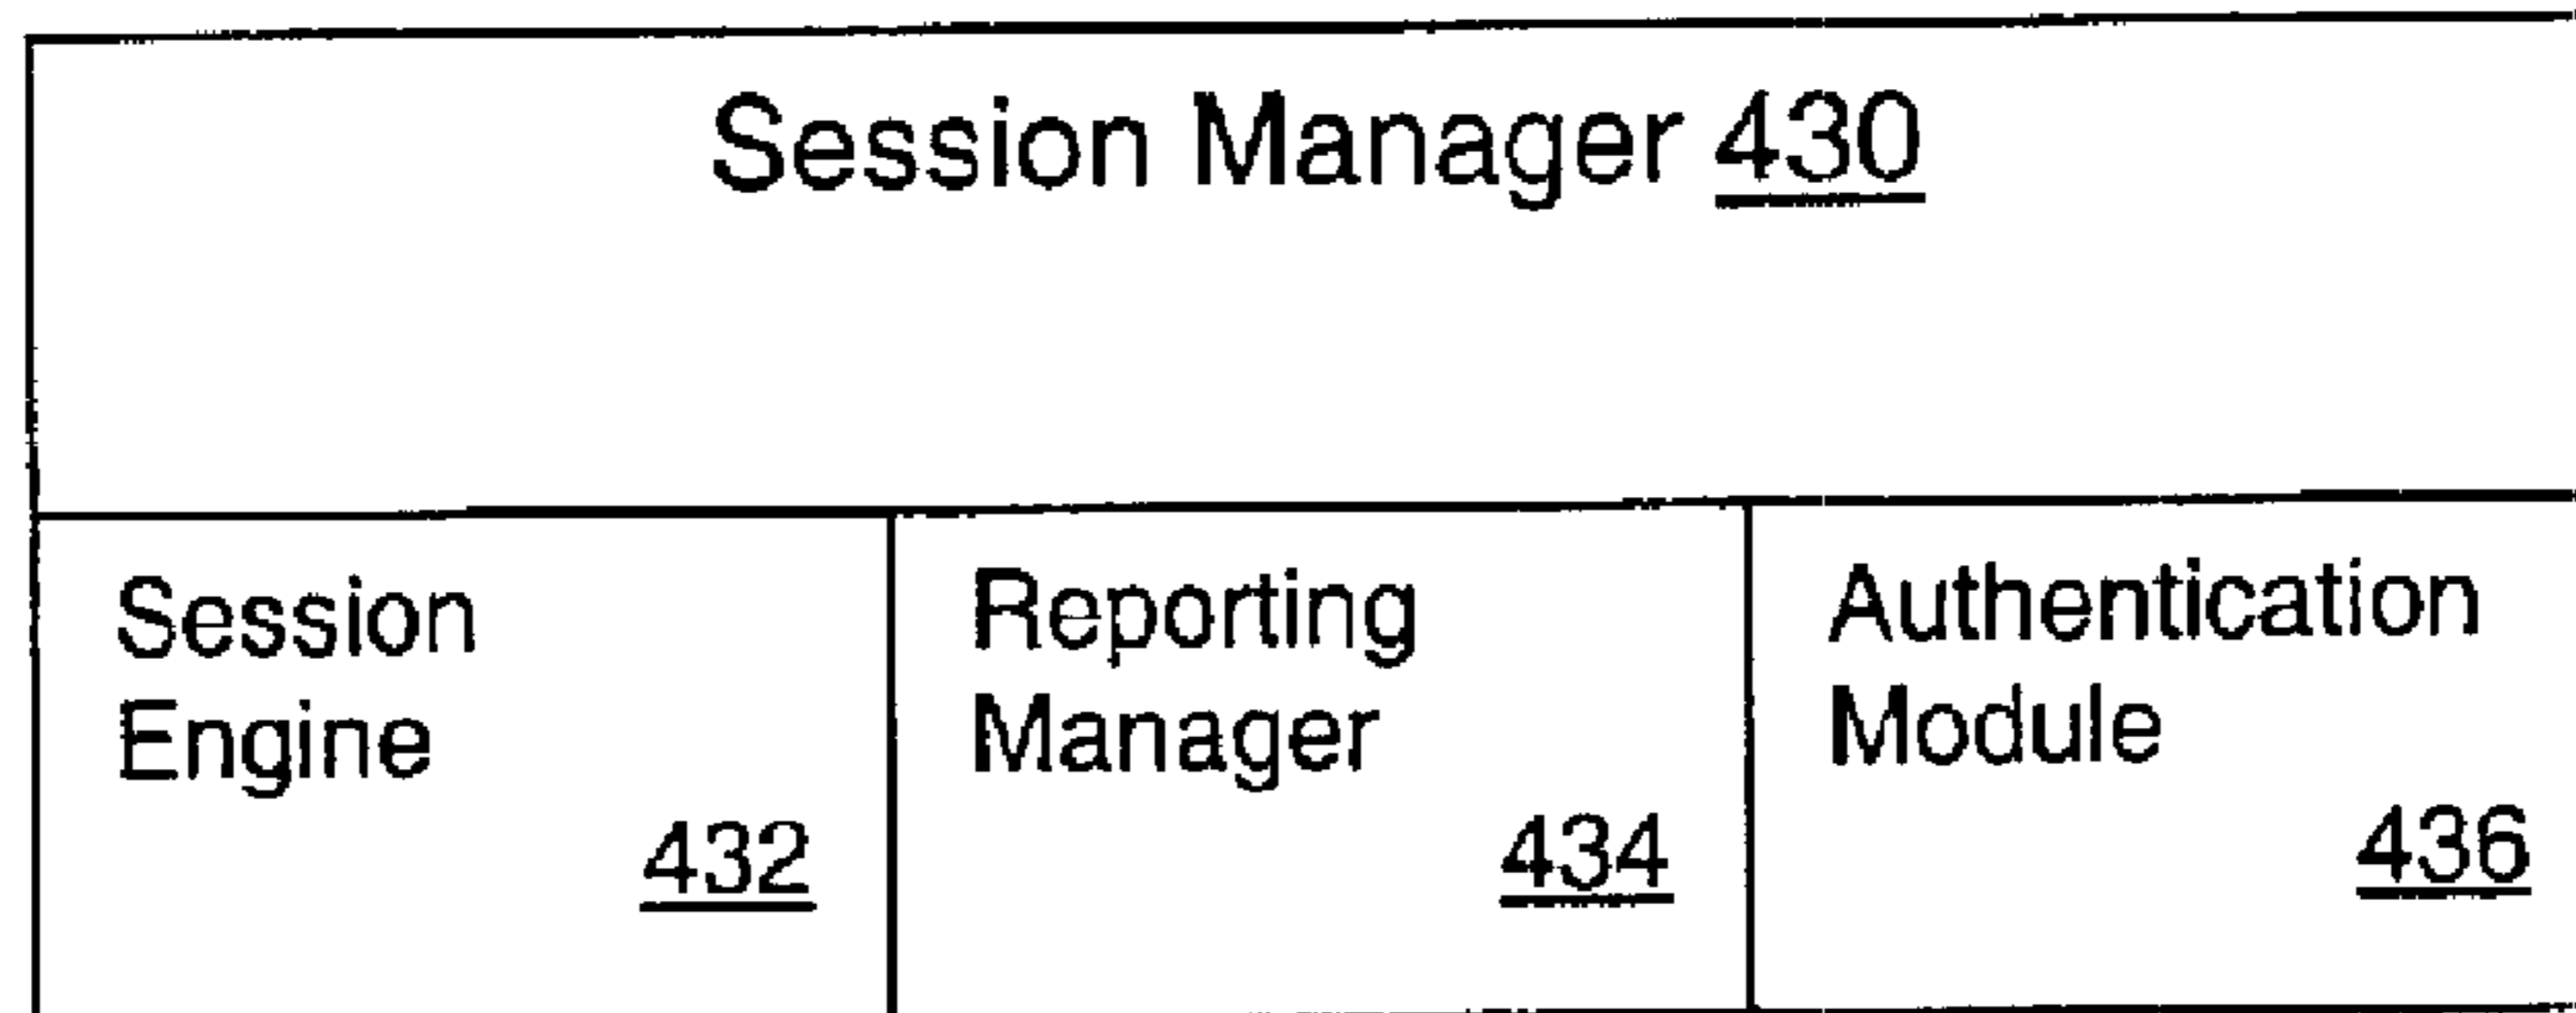 Session Manager 430
Session
Engine
432
Reporting
Manager
434
Authentication
Module
436